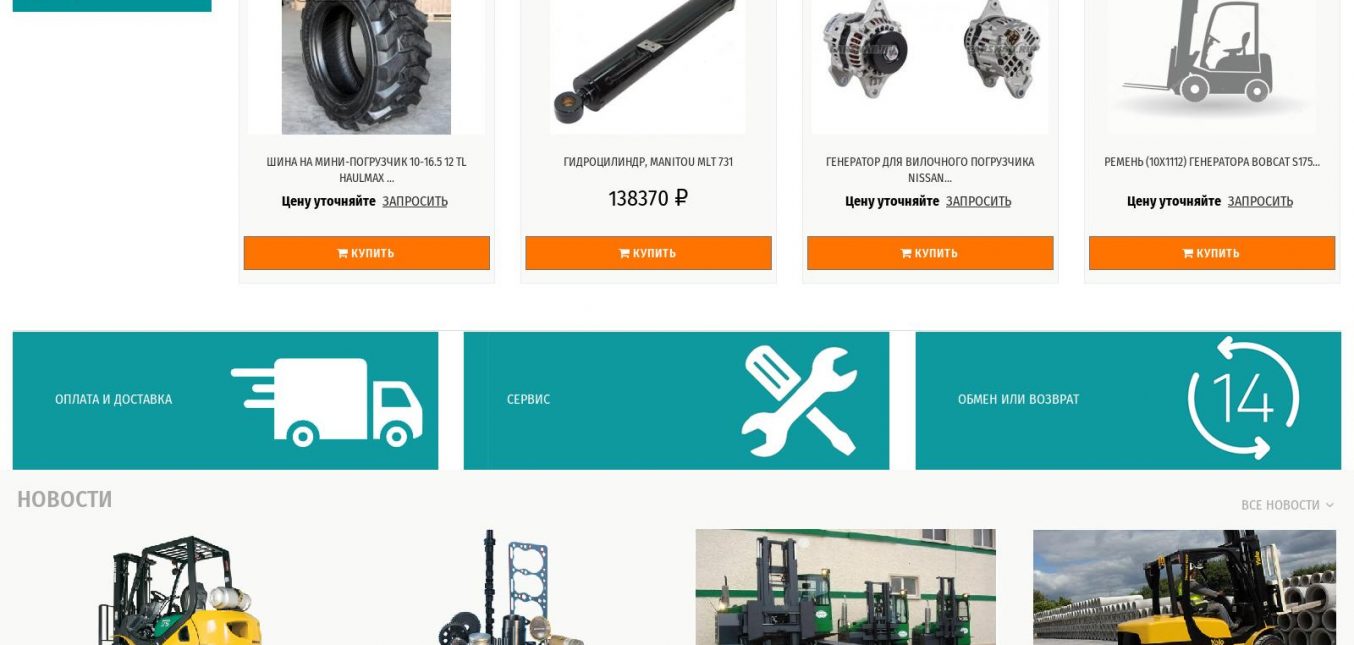 ШИНА НА МИНИ-ПОГРУЗЧИК 10-16.5 12 TL
HAULMAX ...
Цену уточняйте ЗАПРОСИТЬ
КУПИТЬ
ГИДРОЦИЛИНДР, MANITOU MLT 731
138370 ₽
КУПИТЬ
ГЕНЕРАТОР ДЛЯ ВИЛОЧНОГО ПОГРУЗЧИКА
NISSAN...
Цену уточняйте ЗАПРОСИТЬ
КУПИТЬ
РЕМЕНЬ (10X1112) ГЕНЕРАТОРА BOBCAT S175...
Цену уточняйте ЗАПРОСИТЬ
КУПИТЬ
ОПЛАТА И ДОСТАВКА
СЕРВИС
ОБМЕН ИЛИ ВОЗВРАТ
14
НОВОСТИ
ВСЕ НОВОСТИ
Yale